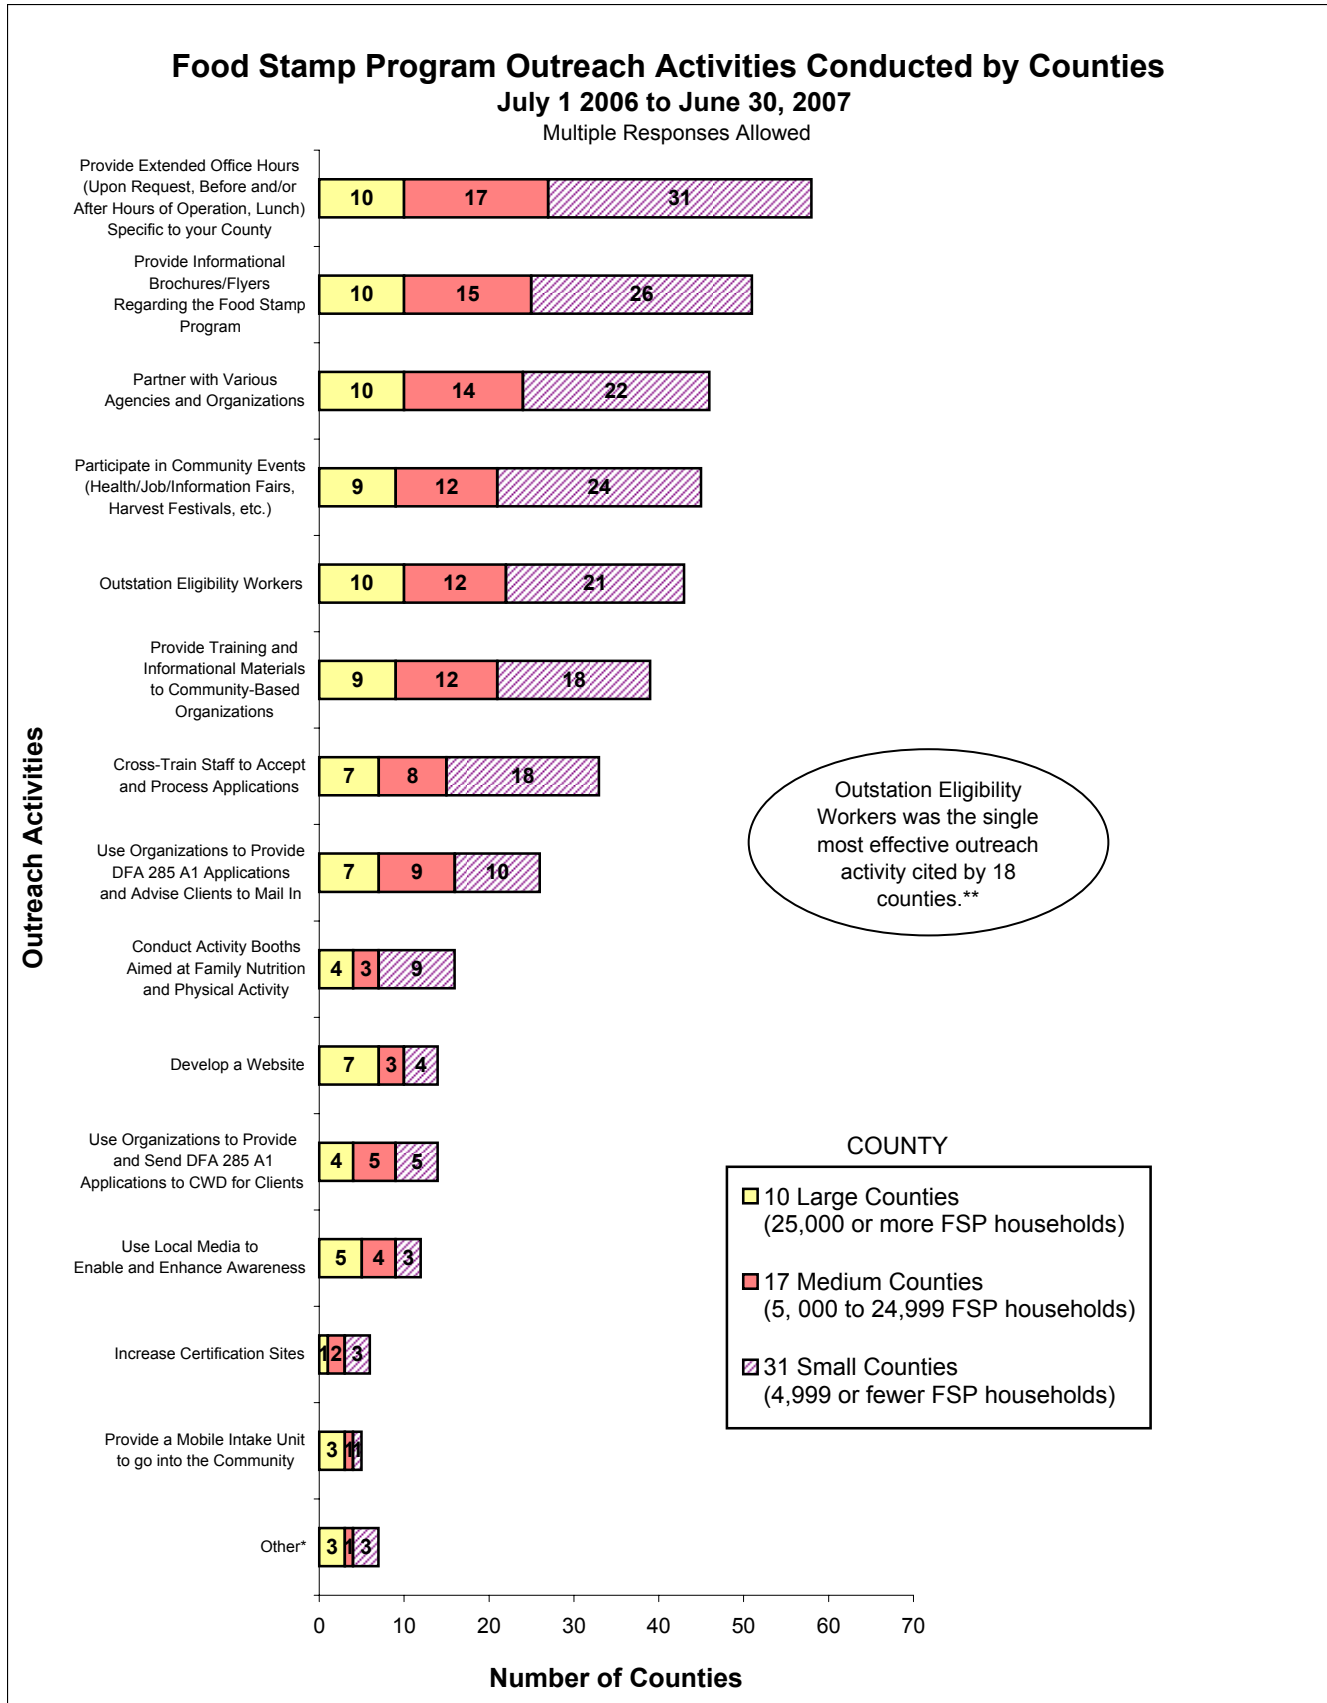 Food Stamp Program Outreach Activities Conducted by Counties
July 1 2006 to June 30, 2007
Multiple Responses Allowed
Outreach Activities
Provide Extended Office Hours
(Upon Request, Before and/or
After Hours of Operation, Lunch)
Specific to your County
10 17 31
Provide Informational
Brochures/Flyers
Regarding the Food Stamp
Program
10 15 26
Partner with Various
Agencies and Organizations
10 14 22
Participate in Community Events
(Health/Job/Information Fairs,
Harvest Festivals, etc.)
9 12 24
Outstation Eligibility Workers
10 12 21
Provide Training and
Informational Materials
to Community-Based
Organizations
9 12 18
Cross-Train Staff to Accept
and Process Applications
7 8 18
Use Organizations to Provide
DFA 285 A1 Applications
and Advise Clients to Mail In
7 9 10
Conduct Activity Booths
Aimed at Family Nutrition
and Physical Activity
4 3 9
Develop a Website
7 3 4
Use Organizations to Provide
and Send DFA 285 A1
Applications to CWD for Clients
4 5 5
Use Local Media to
Enable and Enhance Awareness
5 4 3
Increase Certification Sites
1 2 3
Provide a Mobile Intake Unit
to go into the Community
3 1 1
Other*
3 1 3
Outstation Eligibility
Workers was the single
most effective outreach
activity cited by 18
counties.**
COUNTY
10 Large Counties
(25,000 or more FSP households)
17 Medium Counties
(5, 000 to 24,999 FSP households)
31 Small Counties
(4,999 or fewer FSP households)
0 10 20 30 40 50 60 70
Number of Counties